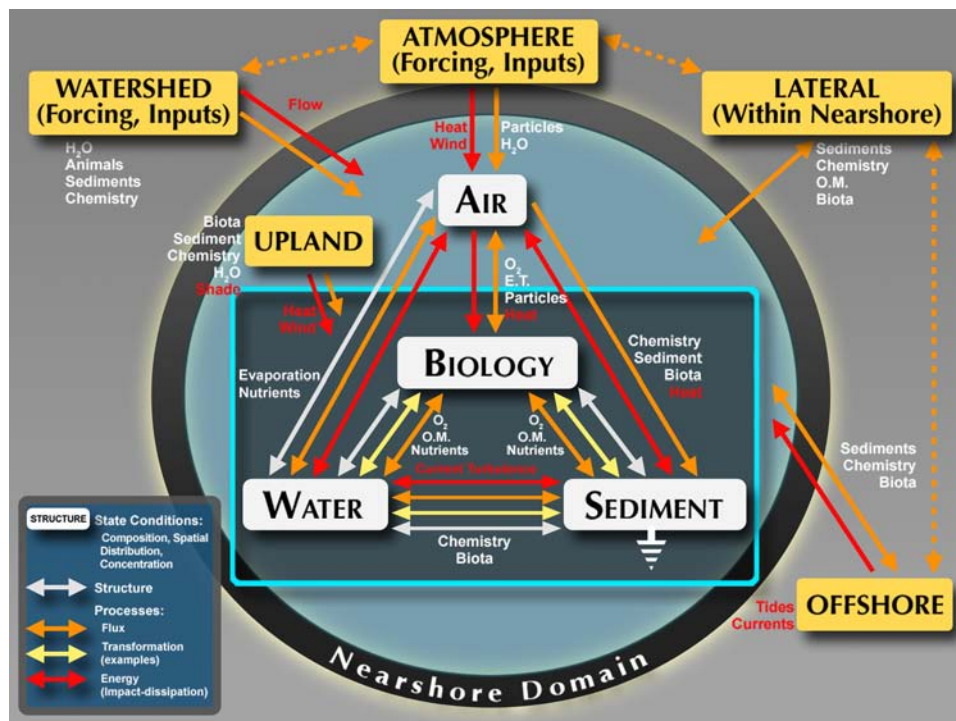 ATMOSPHERE
(Forcing, Inputs)
WATERSHED
(Forcing, Inputs)
LATERAL
(Within Nearshore)
Flow
H₂O
Animals
Sediments
Chemistry
Heat
Wind
Particles
H₂O
Sediments
Chemistry
O.M.
Biota
AIR
Biota
Sediment
Chemistry
H₂O
Shade
UPLAND
Heat
Wind
O₂
E.T.
Particles
Heat
Chemistry
Sediment
Biota
Heat
BIOLOGY
Evaporation
Nutrients
O₂
O.M.
Nutrients
O₂
O.M.
Nutrients
Current Turbulence
WATER
SEDIMENT
Chemistry
Biota
Sediments
Chemistry
Biota
Tides
Currents
OFFSHORE
Nearshore Domain
STRUCTURE
State Conditions:
Composition, Spatial
Distribution,
Concentration
Structure
Processes:
Flux
Transformation
(examples)
Energy
(Impact-dissipation)